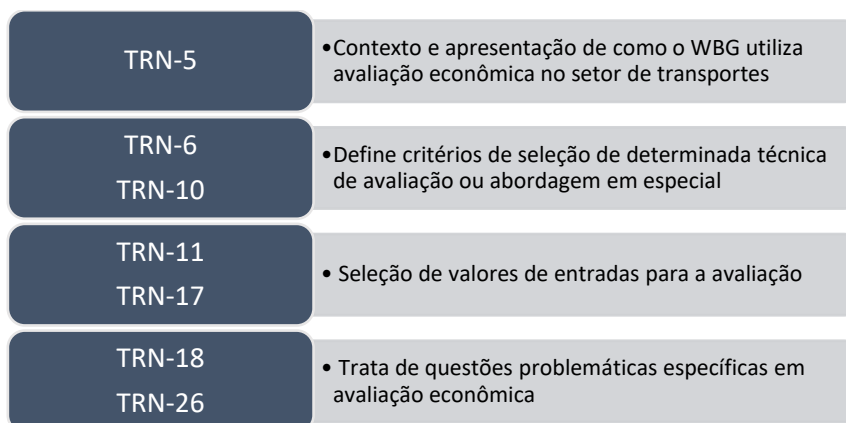 TRN-5
•Contexto e apresentação de como o WBG utiliza
avaliação econômica no setor de transportes
TRN-6
TRN-10
•Define critérios de seleção de determinada técnica
de avaliação ou abordagem em especial
TRN-11
TRN-17
• Seleção de valores de entradas para a avaliação
TRN-18
TRN-26
• Trata de questões problemáticas específicas em
avaliação econômica